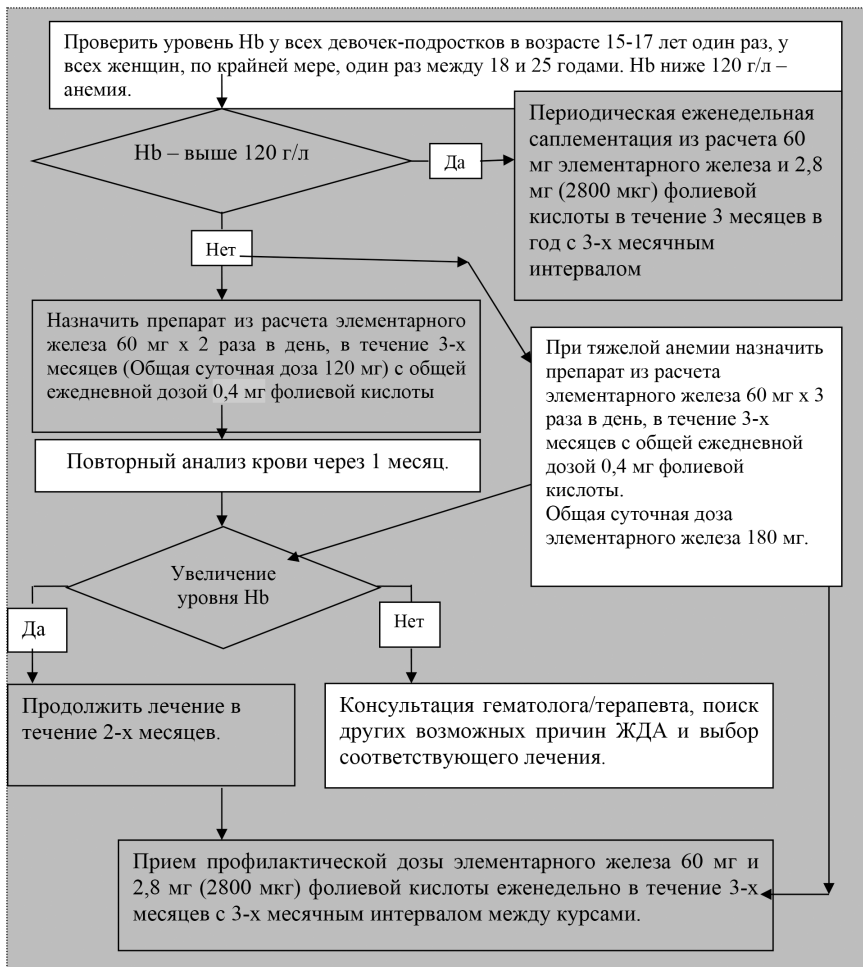 Проверить уровень Hb у всех девочек-подростков в возрасте 15-17 лет один раз, у
всех женщин, по крайней мере, один раз между 18 и 25 годами. Hb ниже 120 г/л –
анемия.
Hb – выше 120 г/л
Да
Периодическая еженедельная
саплементация из расчета 60
мг элементарного железа и 2,8
мг (2800 мкг) фолиевой
кислоты в течение 3 месяцев в
год с 3-х месячным
интервалом
Нет
Назначить препарат из расчета элементарного
железа 60 мг х 2 раза в день, в течение 3-х
месяцев (Общая суточная доза 120 мг) с общей
ежедневной дозой 0,4 мг фолиевой кислоты
При тяжелой анемии назначить
препарат из расчета
элементарного железа 60 мг х 3
раза в день, в течение 3-х
месяцев с общей ежедневной
дозой 0,4 мг фолиевой
кислоты.
Общая суточная доза
элементарного железа 180 мг.
Повторный анализ крови через 1 месяц.
Увеличение
уровня Hb
Да
Нет
Продолжить лечение в
течение 2-х месяцев.
Консультация гематолога/терапевта, поиск
других возможных причин ЖДА и выбор
соответствующего лечения.
Прием профилактической дозы элементарного железа 60 мг и
2,8 мг (2800 мкг) фолиевой кислоты еженедельно в течение 3-х
месяцев с 3-х месячным интервалом между курсами.